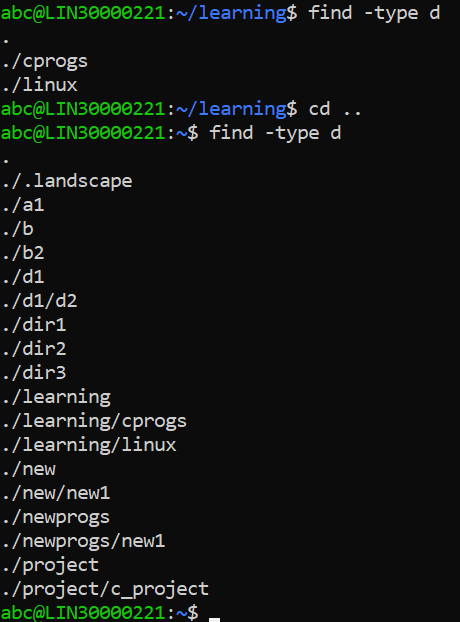 abc@LIN30000221:~/learning$ find -type d
.
./cprogs
./linux
abc@LIN30000221:~/learning$ cd ..
abc@LIN30000221:~$ find -type d
.
./.landscape
./a1
./b
./b2
./d1
./d1/d2
./dir1
./dir2
./dir3
./learning
./learning/cprogs
./learning/linux
./new
./new/new1
./newprogs
./newprogs/new1
./project
./project/c_project
abc@LIN30000221:~$